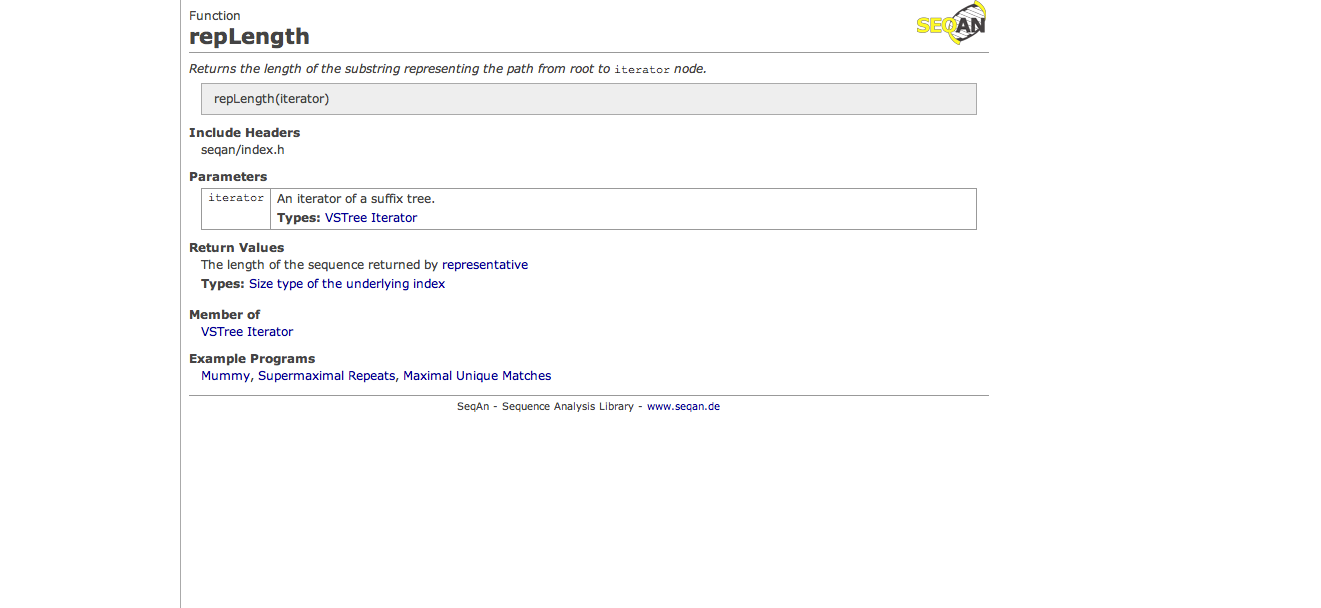 Function
SEQAN
repLength
Returns the length of the substring representing the path from root to iterator node.
repLength(iterator)
Include Headers
seqan/index.h
Parameters
iterator An iterator of a suffix tree.
Types: VSTree Iterator
Return Values
The length of the sequence returned by representative
Types: Size type of the underlying index
Member of
VSTree Iterator
Example Programs
Mummy, Supermaximal Repeats, Maximal Unique Matches
SeqAn - Sequence Analysis Library - www.seqan.de